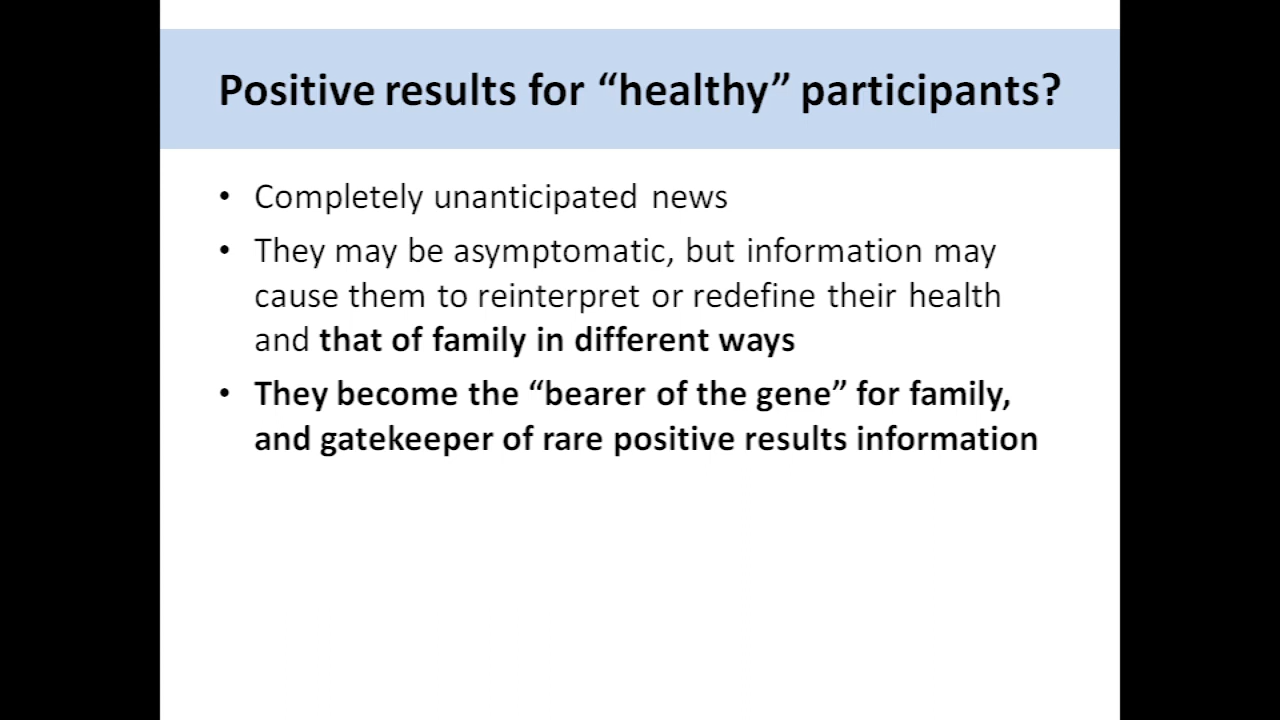 Positive results for “healthy” participants?
• Completely unanticipated news
• They may be asymptomatic, but information may
cause them to reinterpret or redefine their health
and that of family in different ways
• They become the “bearer of the gene” for family,
and gatekeeper of rare positive results information